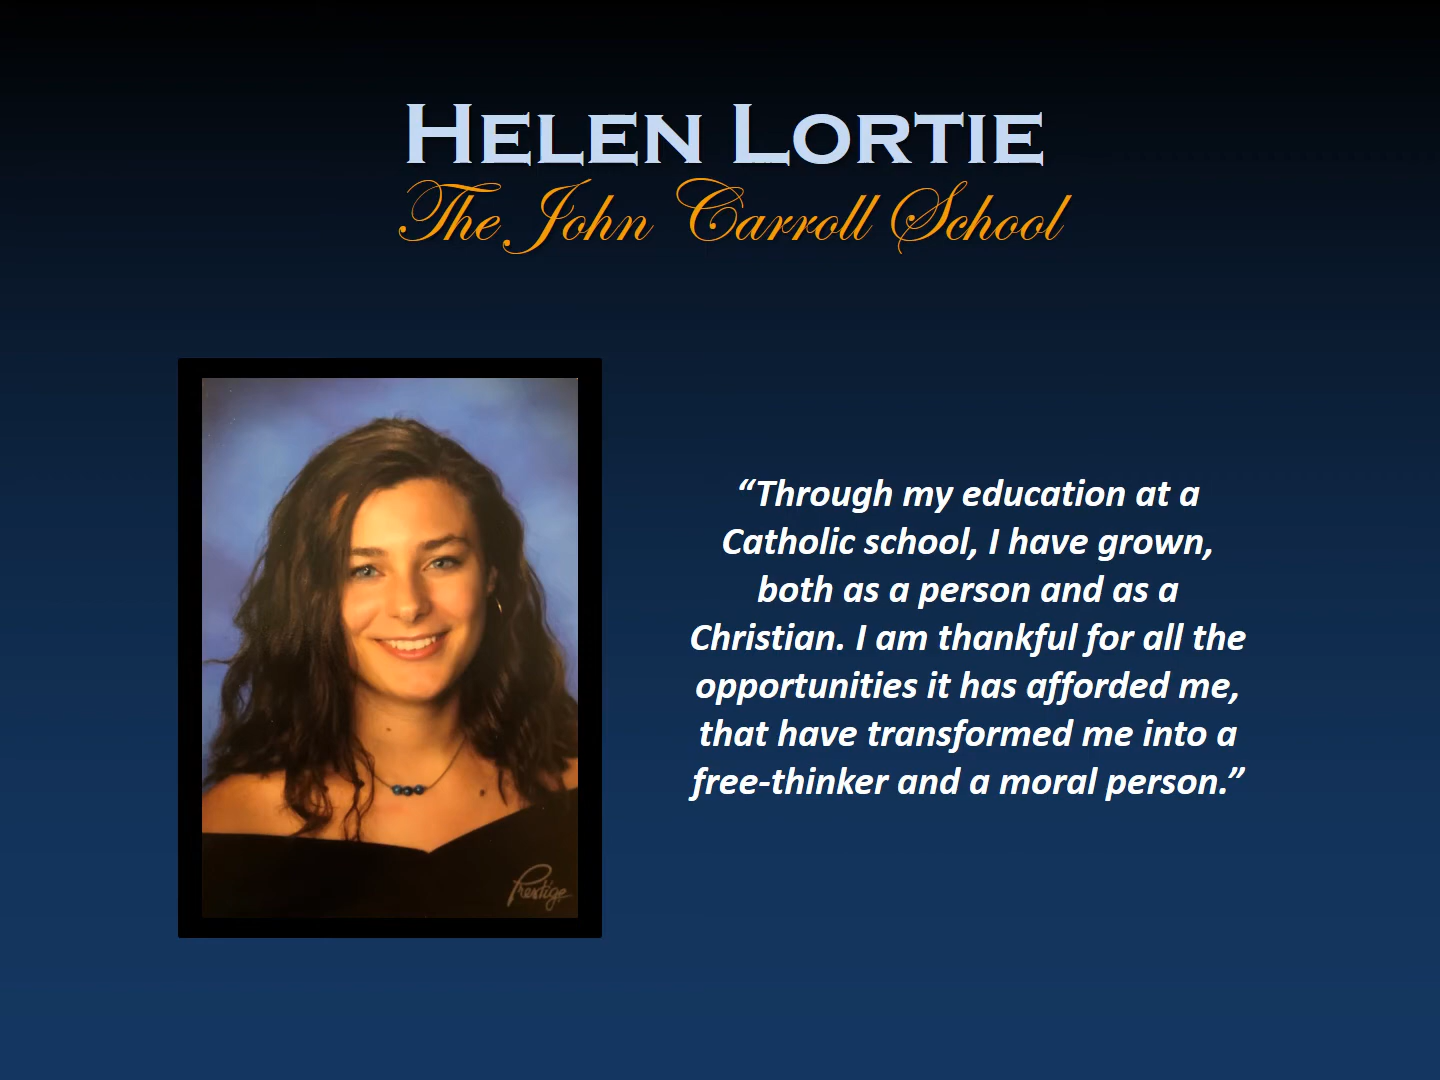 HELEN LORTIE
The John Carroll School
“Through my education at a
Catholic school, I have grown,
both as a person and as a
Christian. I am thankful for all the
opportunities it has afforded me,
that have transformed me into a
free-thinker and a moral person.”
Prestige